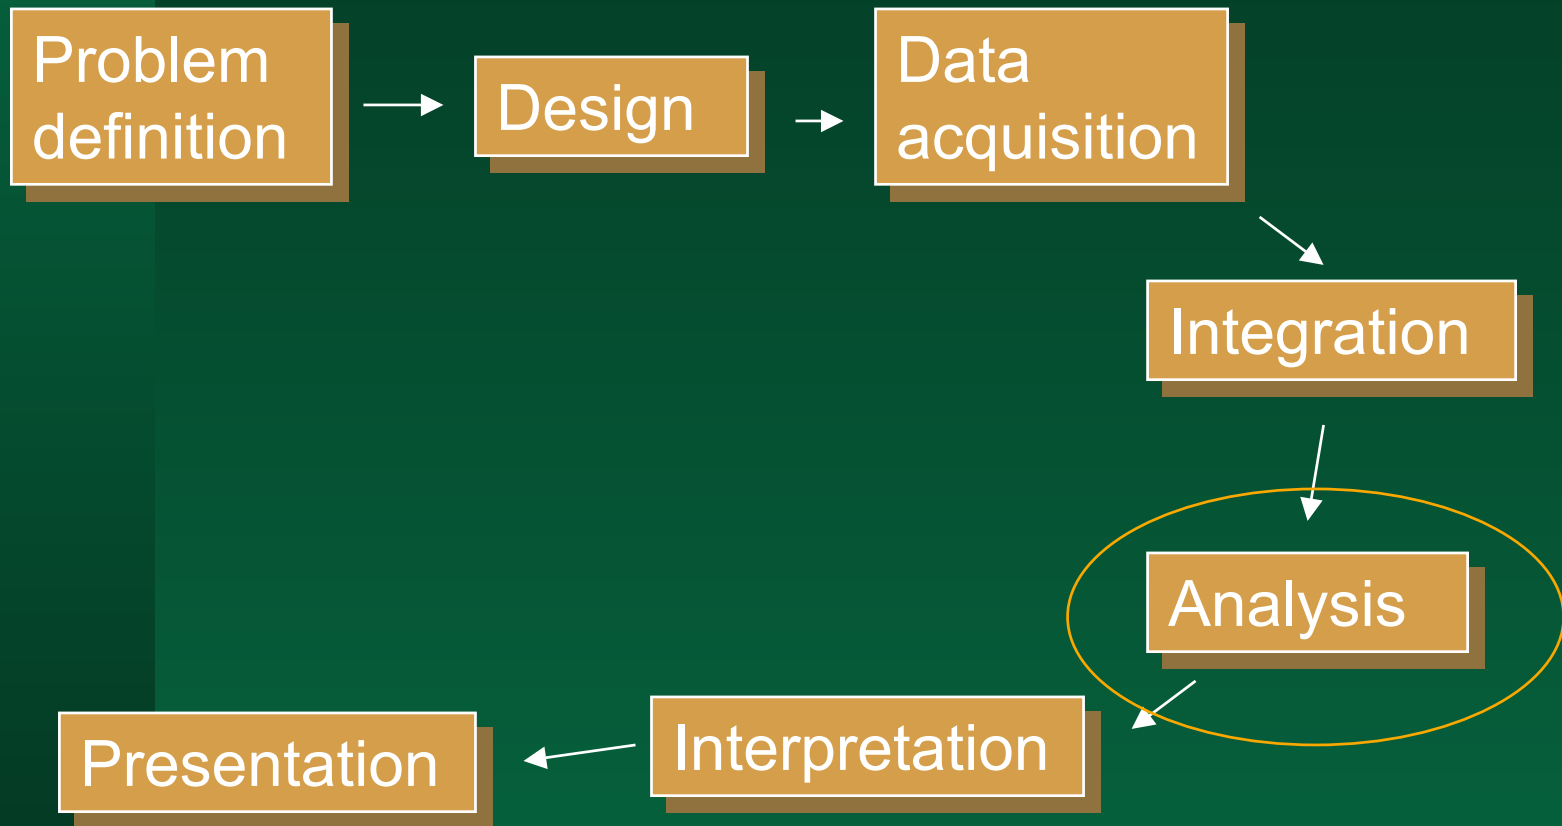 Problem
definition
Design
Data
acquisition
Integration
Analysis
Interpretation
Presentation